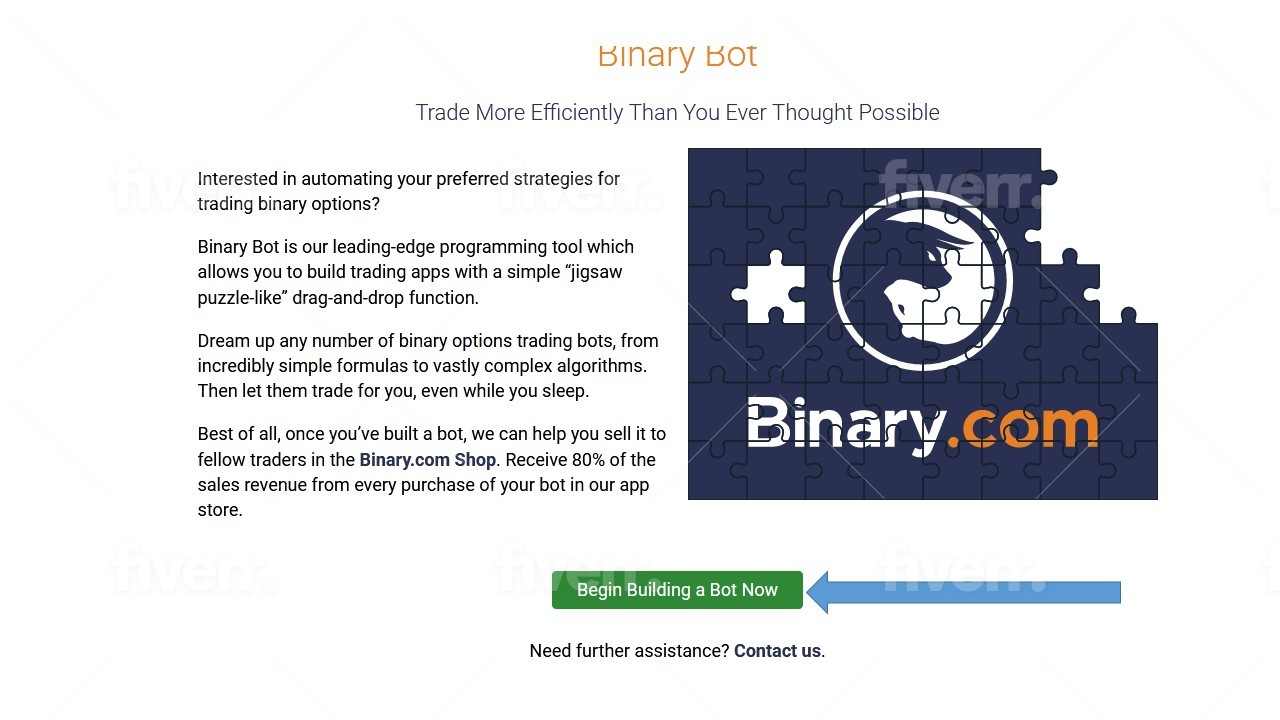 Binary Bot
Trade More Efficiently Than You Ever Thought Possible
Interested in automating your preferred strategies for
trading binary options?
Binary Bot is our leading-edge programming tool which
allows you to build trading apps with a simple “jigsaw
puzzle-like” drag-and-drop function.
Dream up any number of binary options trading bots, from
incredibly simple formulas to vastly complex algorithms.
Then let them trade for you, even while you sleep.
Best of all, once you’ve built a bot, we can help you sell it to
fellow traders in the Binary.com Shop. Receive 80% of the
sales revenue from every purchase of your bot in our app
store.
Binary.com
Begin Building a Bot Now
Need further assistance? Contact us.
fiverr.
fiverr.
fiverr.
fiverr.
fiverr.
fiverr.